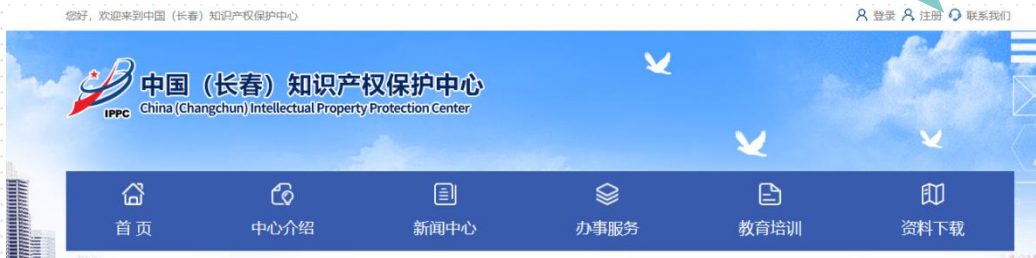 您好，欢迎来到中国（长春）知识产权保护中心
登录 注册 联系我们
中国（长春）知识产权保护中心
IPPC China (Changchun) Intellectual Property Protection Center
首 页 中心介绍 新闻中心 办事服务 教育培训 资料下载